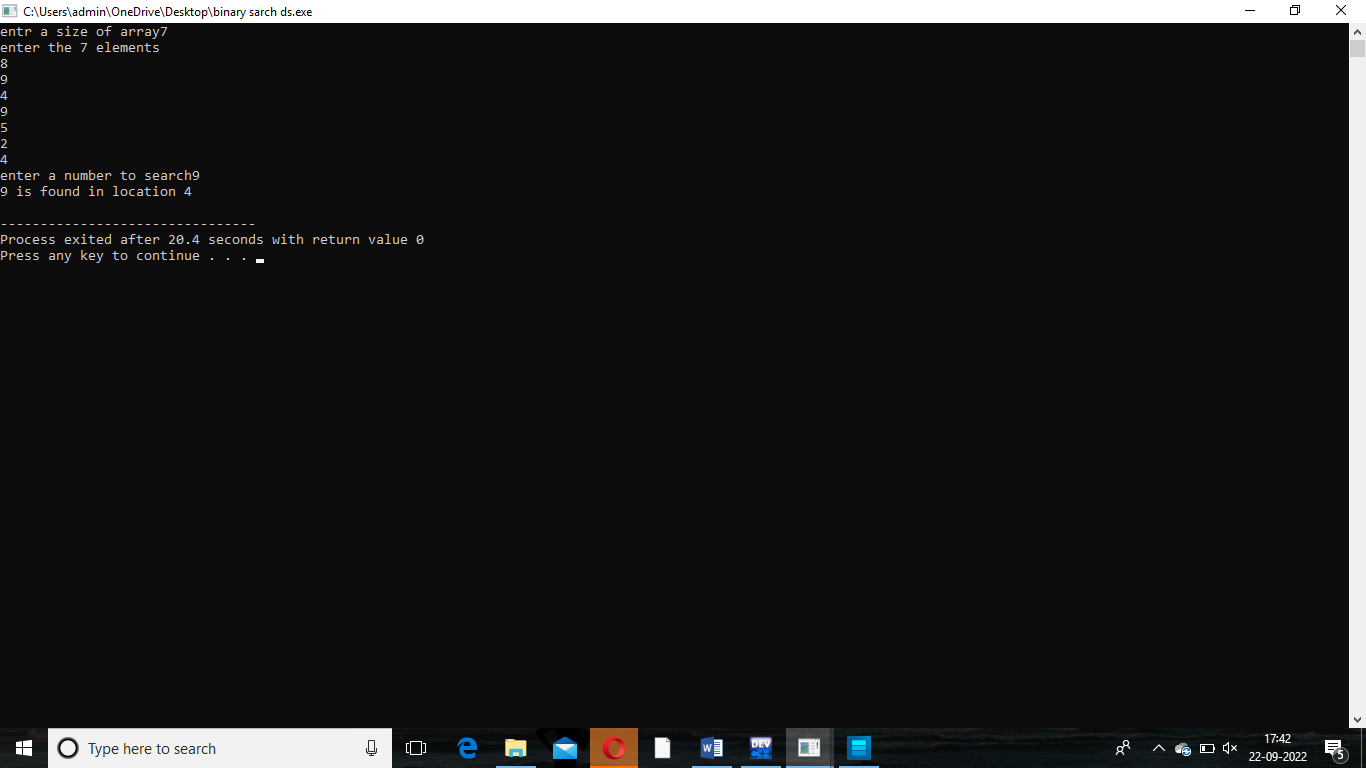 C:\Users\admin\OneDrive\Desktop\binary sarch ds.exe
entr a size of array7
enter the 7 elements
8
9
4
9
5
2
4
enter a number to search9
9 is found in location 4
--------------------------------
Process exited after 20.4 seconds with return value 0
Press any key to continue . . .
Type here to search
W
DEV
17:42
22-09-2022
5